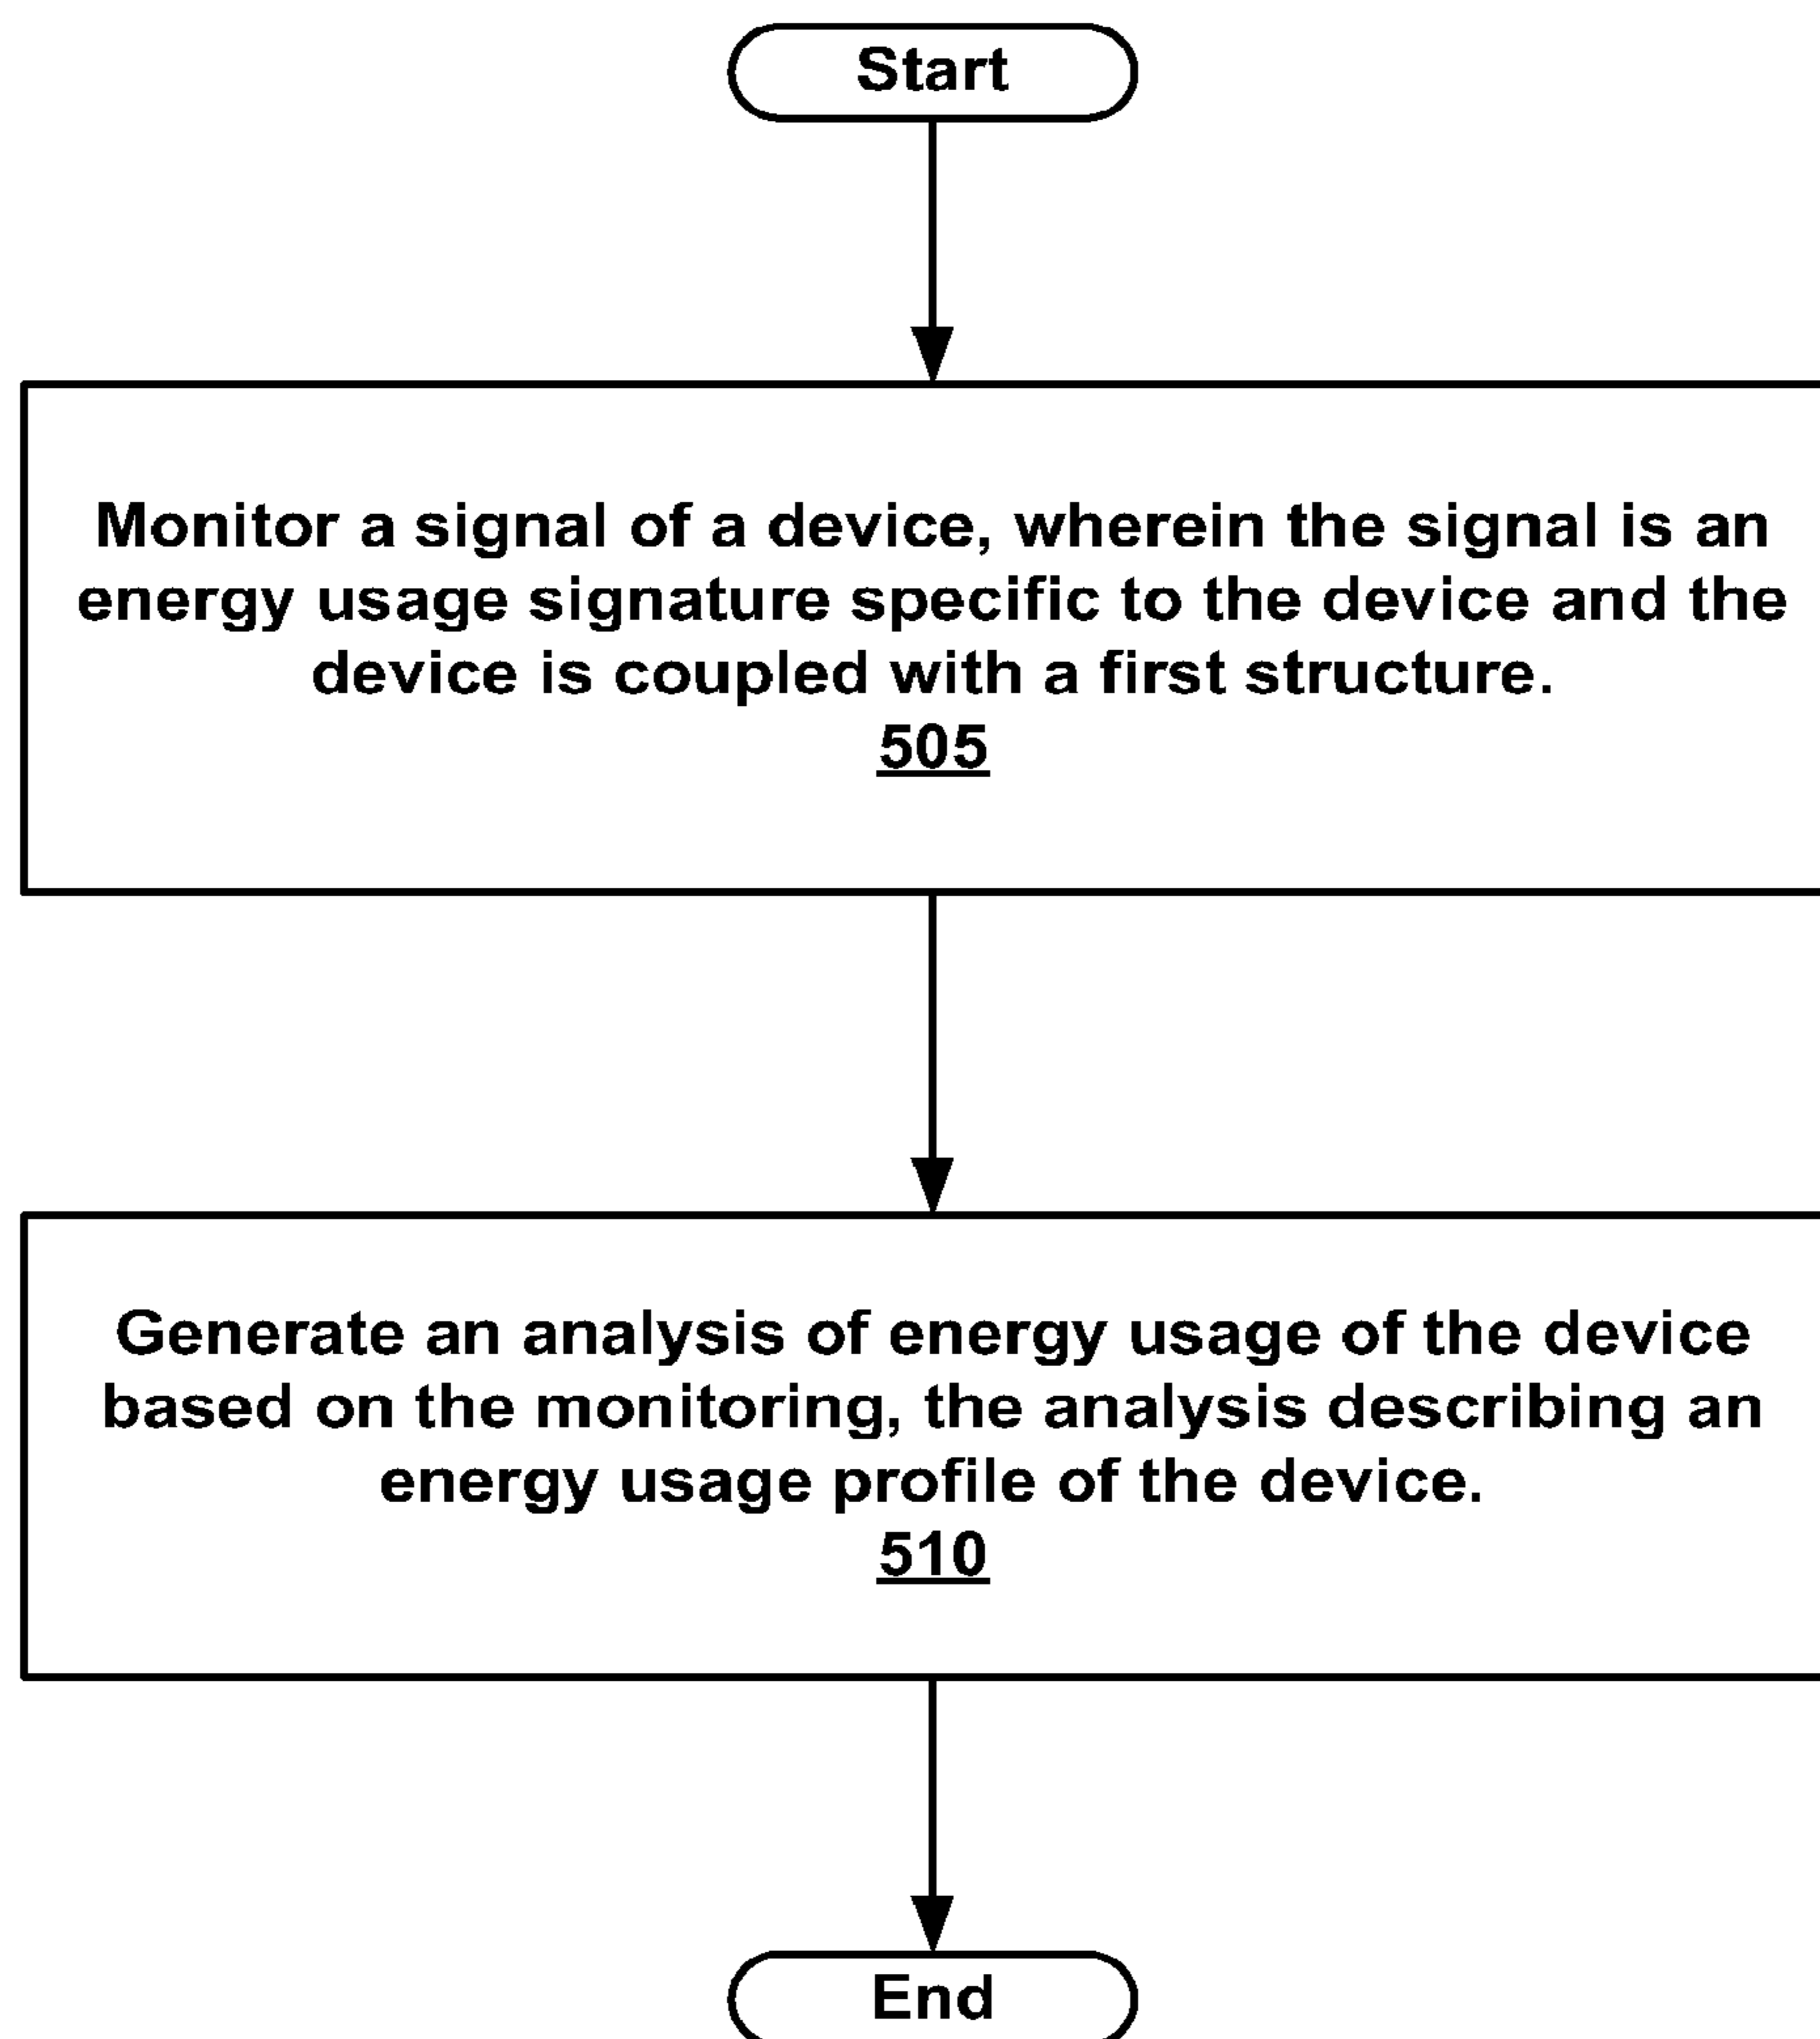 Start
Monitor a signal of a device, wherein the signal is an
energy usage signature specific to the device and the
device is coupled with a first structure.
505
Generate an analysis of energy usage of the device
based on the monitoring, the analysis describing an
energy usage profile of the device.
510
End